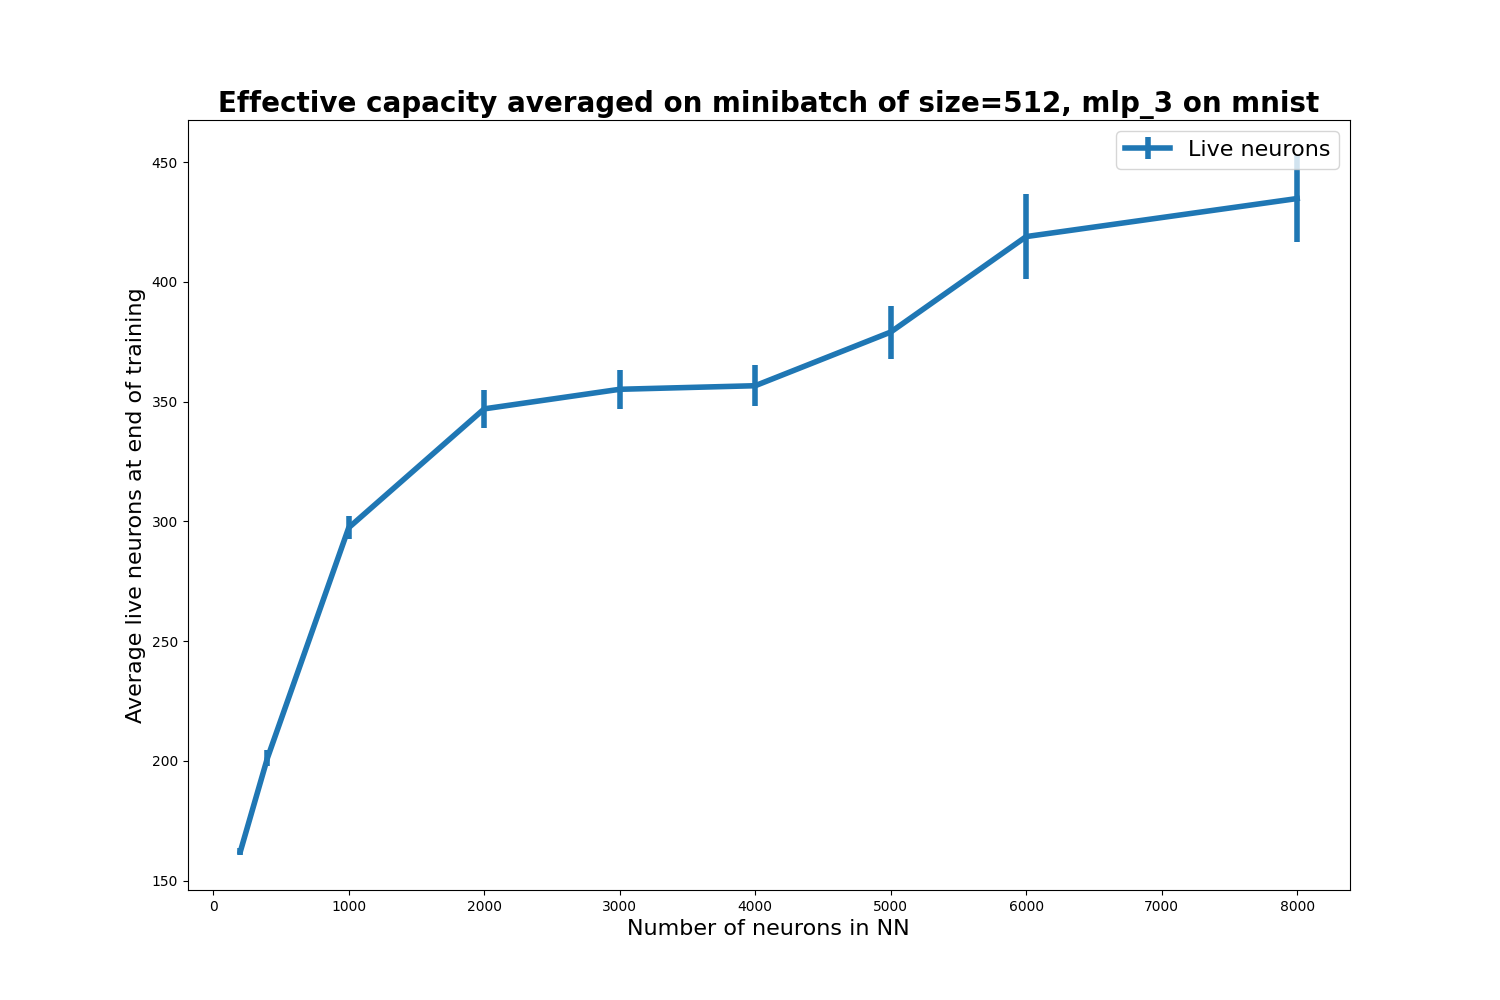 Effective capacity averaged on minibatch of size=512, mlp_3 on mnist
Live neurons
Average live neurons at end of training
450
400
350
300
250
200
150
0 1000 2000 3000 4000 5000 6000 7000 8000
Number of neurons in NN